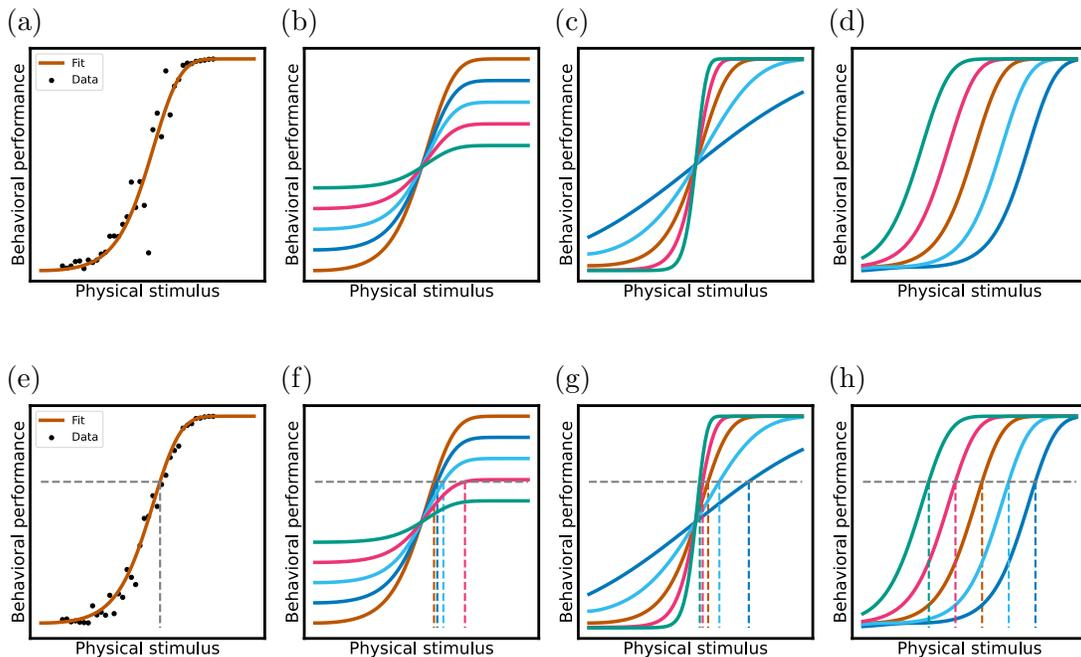 (a)
(b)
(c)
(d)
Fit
Data
Behavioral performance
Behavioral performance
Behavioral performance
Behavioral performance
Physical stimulus
Physical stimulus
Physical stimulus
Physical stimulus
(e)
(f)
(g)
(h)
Fit
Data
Behavioral performance
Behavioral performance
Behavioral performance
Behavioral performance
Physical stimulus
Physical stimulus
Physical stimulus
Physical stimulus